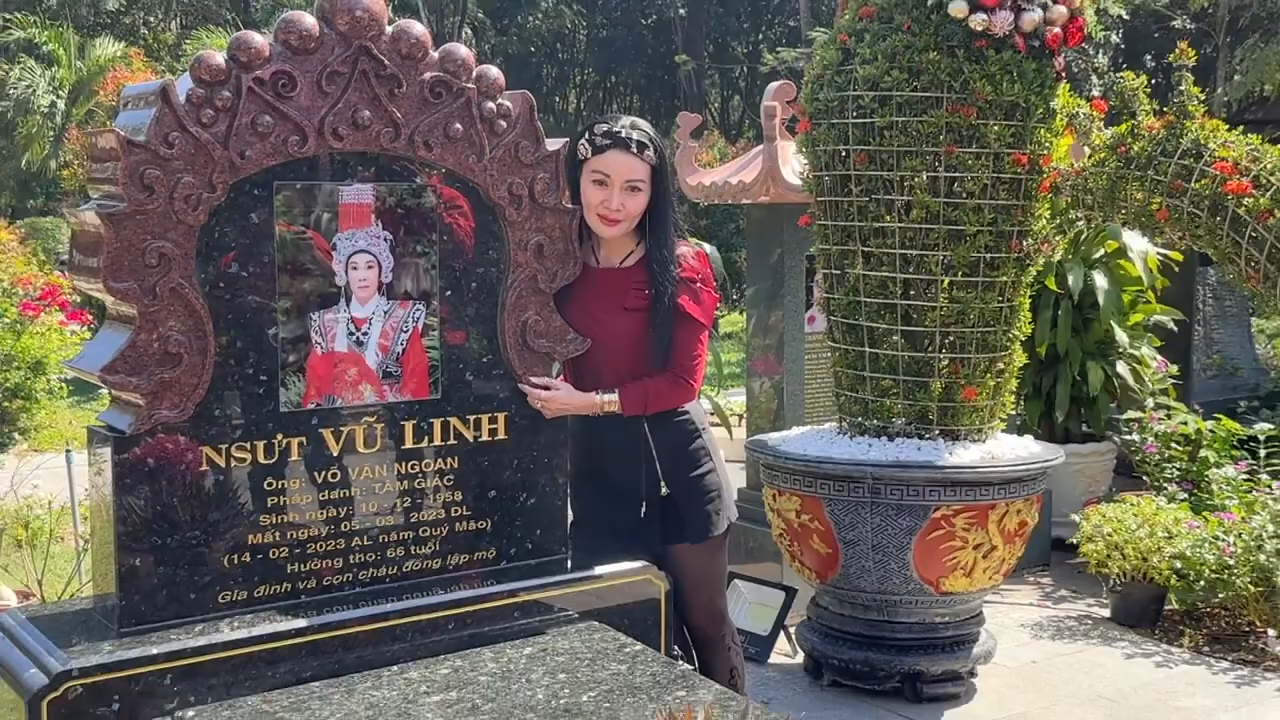 NSƯT VŨ LINH
Ông: VÕ VĂN NGOAN
Pháp danh: TÂM GIÁC
Sinh ngày: 10 - 12 - 1958
Mất ngày: 05 - 03 - 2023 DL
(14 - 02 - 2023 AL năm Quý Mão)
Hưởng thọ: 66 tuổi
Gia đình và con cháu đồng lập mộ